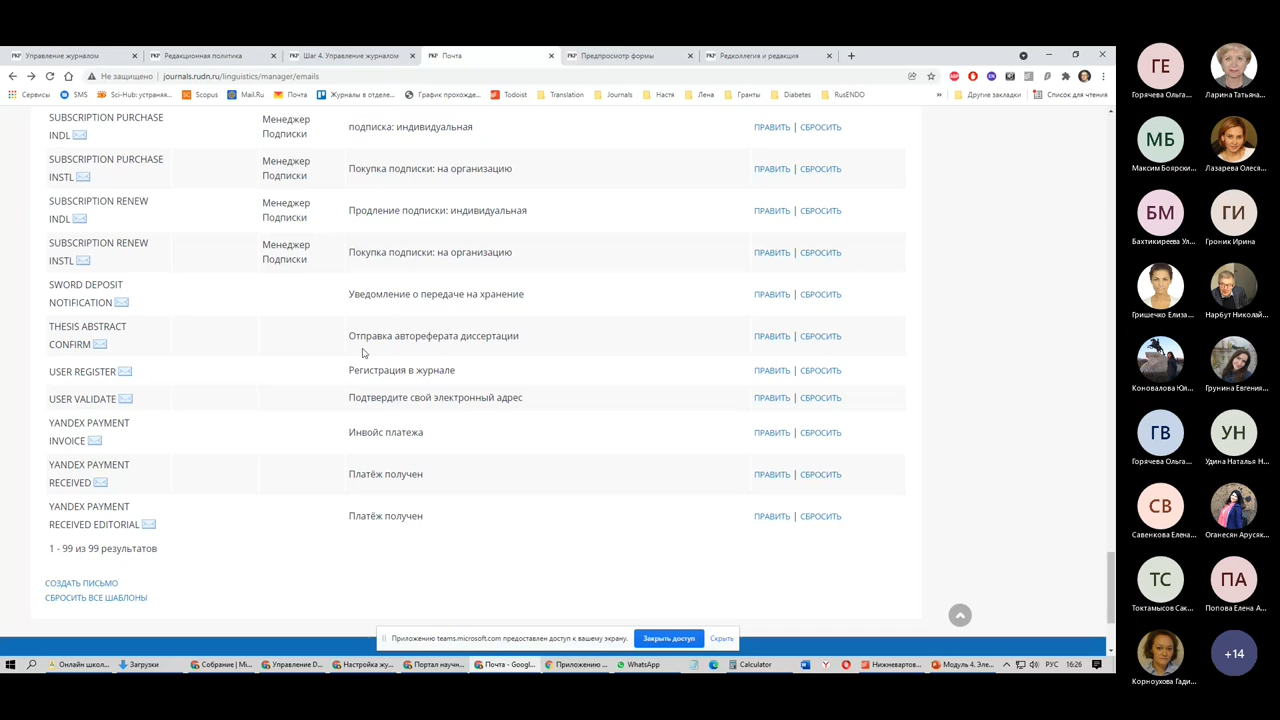 Управление журналом
Редакционная политика
Шаг 4. Управление журналом
Почта
Предпросмотр формы
Редколлегия и редакция
Не защищено
journals.rudn.ru/linguistics/manager/emails
Сервисы
SMS
Sci-Hub: устраняя...
Scopus
Mail.Ru
Почта
Журналы в отделе...
График прохожде...
Todoist
Translation
Journals
Настя
Лена
Гранты
Diabetes
RusENDO
»
Другие закладки
Список для чтения
SUBSCRIPTION PURCHASE
INDL
Менеджер
Подписки
подписка: индивидуальная
ПРАВИТЬ | СБРОСИТЬ
SUBSCRIPTION PURCHASE
INSTL
Менеджер
Подписки
Покупка подписки: на организацию
ПРАВИТЬ | СБРОСИТЬ
SUBSCRIPTION RENEW
INDL
Менеджер
Подписки
Продление подписки: индивидуальная
ПРАВИТЬ | СБРОСИТЬ
SUBSCRIPTION RENEW
INSTL
Менеджер
Подписки
Покупка подписки: на организацию
ПРАВИТЬ | СБРОСИТЬ
SWORD DEPOSIT
NOTIFICATION
Уведомление о передаче на хранение
ПРАВИТЬ | СБРОСИТЬ
THESIS ABSTRACT
CONFIRM
Отправка автореферата диссертации
ПРАВИТЬ | СБРОСИТЬ
USER REGISTER
Регистрация в журнале
ПРАВИТЬ | СБРОСИТЬ
USER VALIDATE
Подтвердите свой электронный адрес
ПРАВИТЬ | СБРОСИТЬ
YANDEX PAYMENT
INVOICE
Инвойс платежа
ПРАВИТЬ | СБРОСИТЬ
YANDEX PAYMENT
RECEIVED
Платёж получен
ПРАВИТЬ | СБРОСИТЬ
YANDEX PAYMENT
RECEIVED EDITORIAL
Платёж получен
ПРАВИТЬ | СБРОСИТЬ
1 - 99 из 99 результатов
СОЗДАТЬ ПИСЬМО
СБРОСИТЬ ВСЕ ШАБЛОНЫ
Приложению teams.microsoft.com предоставлен доступ к вашему экрану.
Закрыть доступ
Скрыть
Онлайн школ...
Загрузки
Собрание | Mi...
Управление D...
Настройка жу...
Портал научн...
Почта - Googl...
Приложению ...
WhatsApp
Calculator
Нижневартов...
Модуль 4. Эле...
РУС
16:26
ГЕ
Горячева Ольга...
Ларина Татьяна...
МБ
Максим Боярски...
Лазарева Олеся...
БМ
Бахтикиреева Ул...
ГИ
Гроник Ирина
Гришечко Елиза...
Нарбут Николай...
Коновалова Юл...
Грунина Евгения...
ГВ
Горячева Ольга...
УН
Удина Наталья Н...
СВ
Савенкова Елена...
Оганесян Арусяк...
ТС
Токтамысов Сак...
ПА
Попова Елена А...
Корноухова Гади...
+14